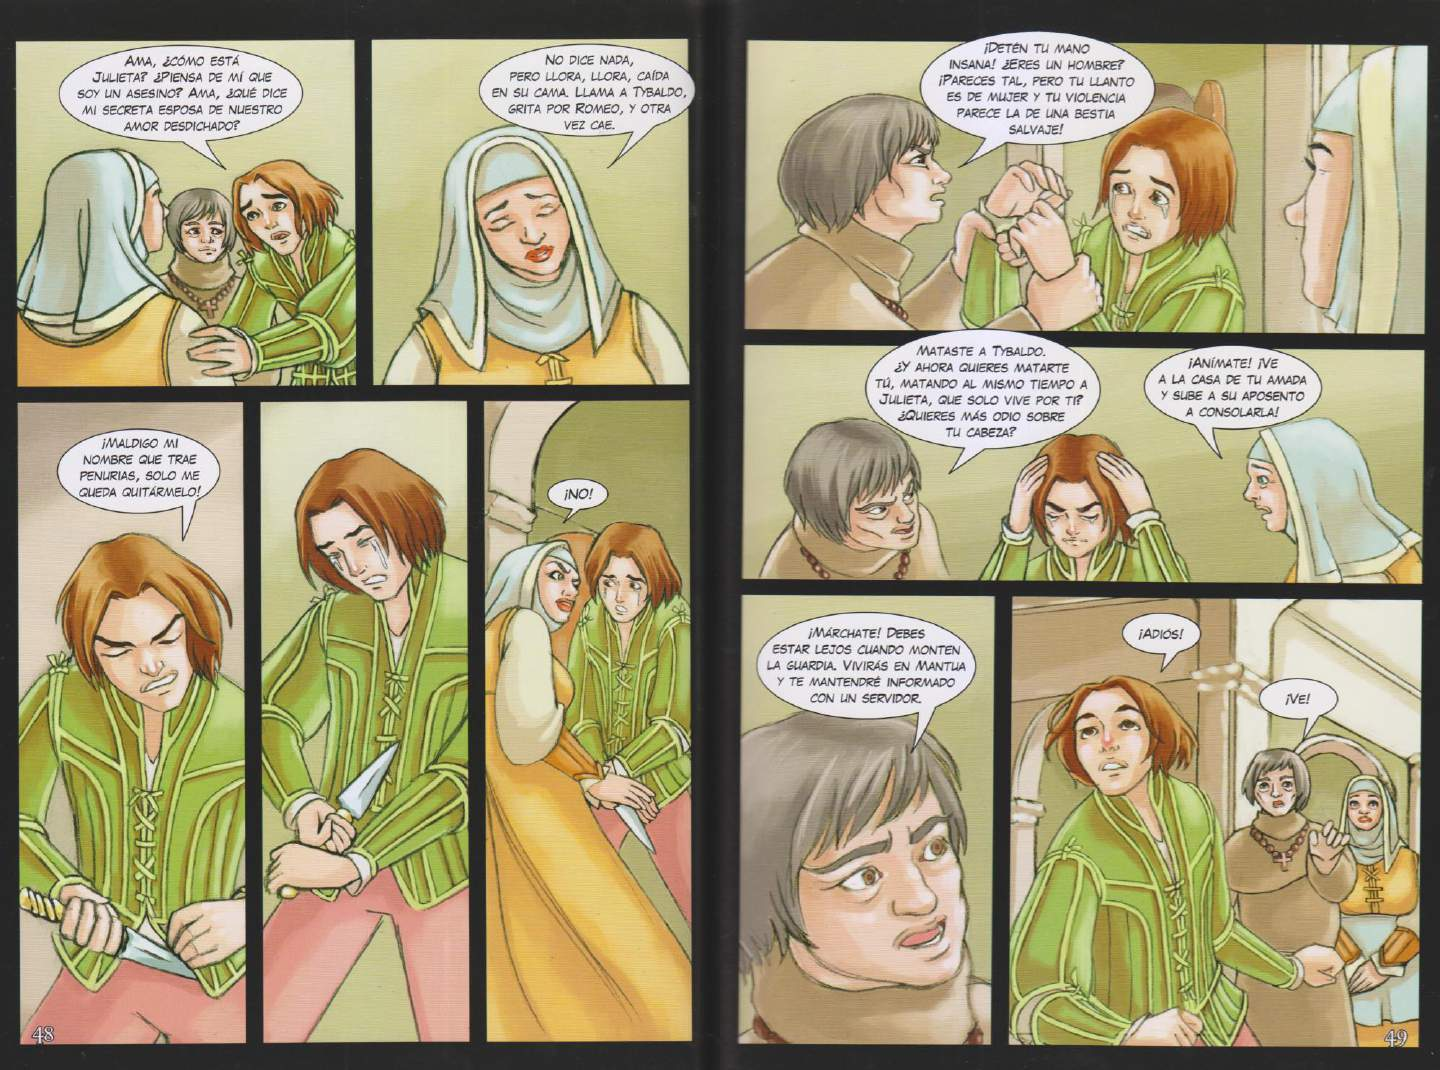 AMA, ¿CÓMO ESTÁ
JULIETA? ¿PIENSA DE MÍ QUE
SOY UN ASESINO? AMA, ¿QUÉ DICE
MI SECRETA ESPOSA DE NUESTRO
AMOR DESDICHADO?
NO DICE NADA,
PERO LLORA, LLORA, CAÍDA
EN SU CAMA. LLAMA A TYBALDO,
GRITA POR ROMEO, Y OTRA
VEZ CAE.
¡MALDIGO MI
NOMBRE QUE TRAE
PENURIAS, SOLO ME
QUEDA QUITÁRMELO!
¡NO!
48
¡DETÉN TU MANO
INSANA! ¿ERES UN HOMBRE?
¡PARECES TAL, PERO TU LLANTO
ES DE MUJER Y TU VIOLENCIA
PARECE LA DE UNA BESTIA
SALVAJE!
MATASTE A TYBALDO.
¿Y AHORA QUIERES MATARTE
TÚ, MATANDO AL MISMO TIEMPO A
JULIETA, QUE SOLO VIVE POR TI?
¿QUIERES MÁS ODIO SOBRE
TU CABEZA?
¡ANÍMATE! ¡VE
A LA CASA DE TU AMADA
Y SUBE A SU APOSENTO
A CONSOLARLA!
¡MÁRCHATE! DEBES
ESTAR LEJOS CUANDO MONTEN
LA GUARDIA. VIVIRÁS EN MANTUA
Y TE MANTENDRÉ INFORMADO
CON UN SERVIDOR.
¡ADIÓS!
¡VE!
49